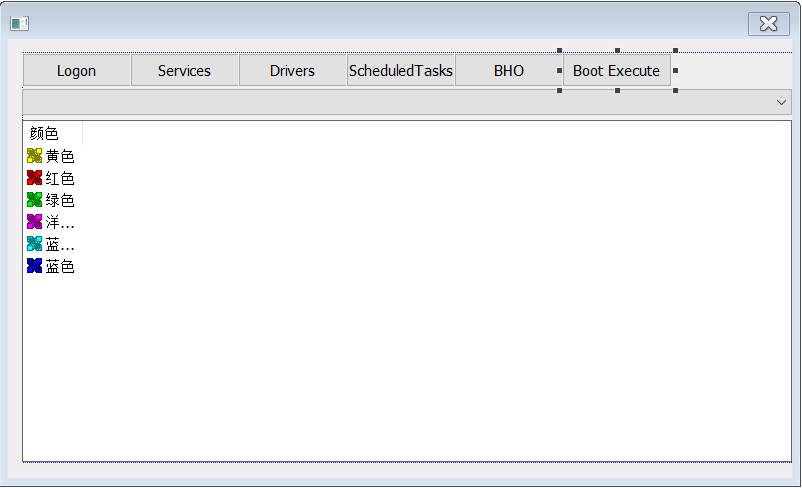 Logon Services Drivers ScheduledTasks BHO Boot Execute
颜色
黄色
红色
绿色
洋...
蓝...
蓝色